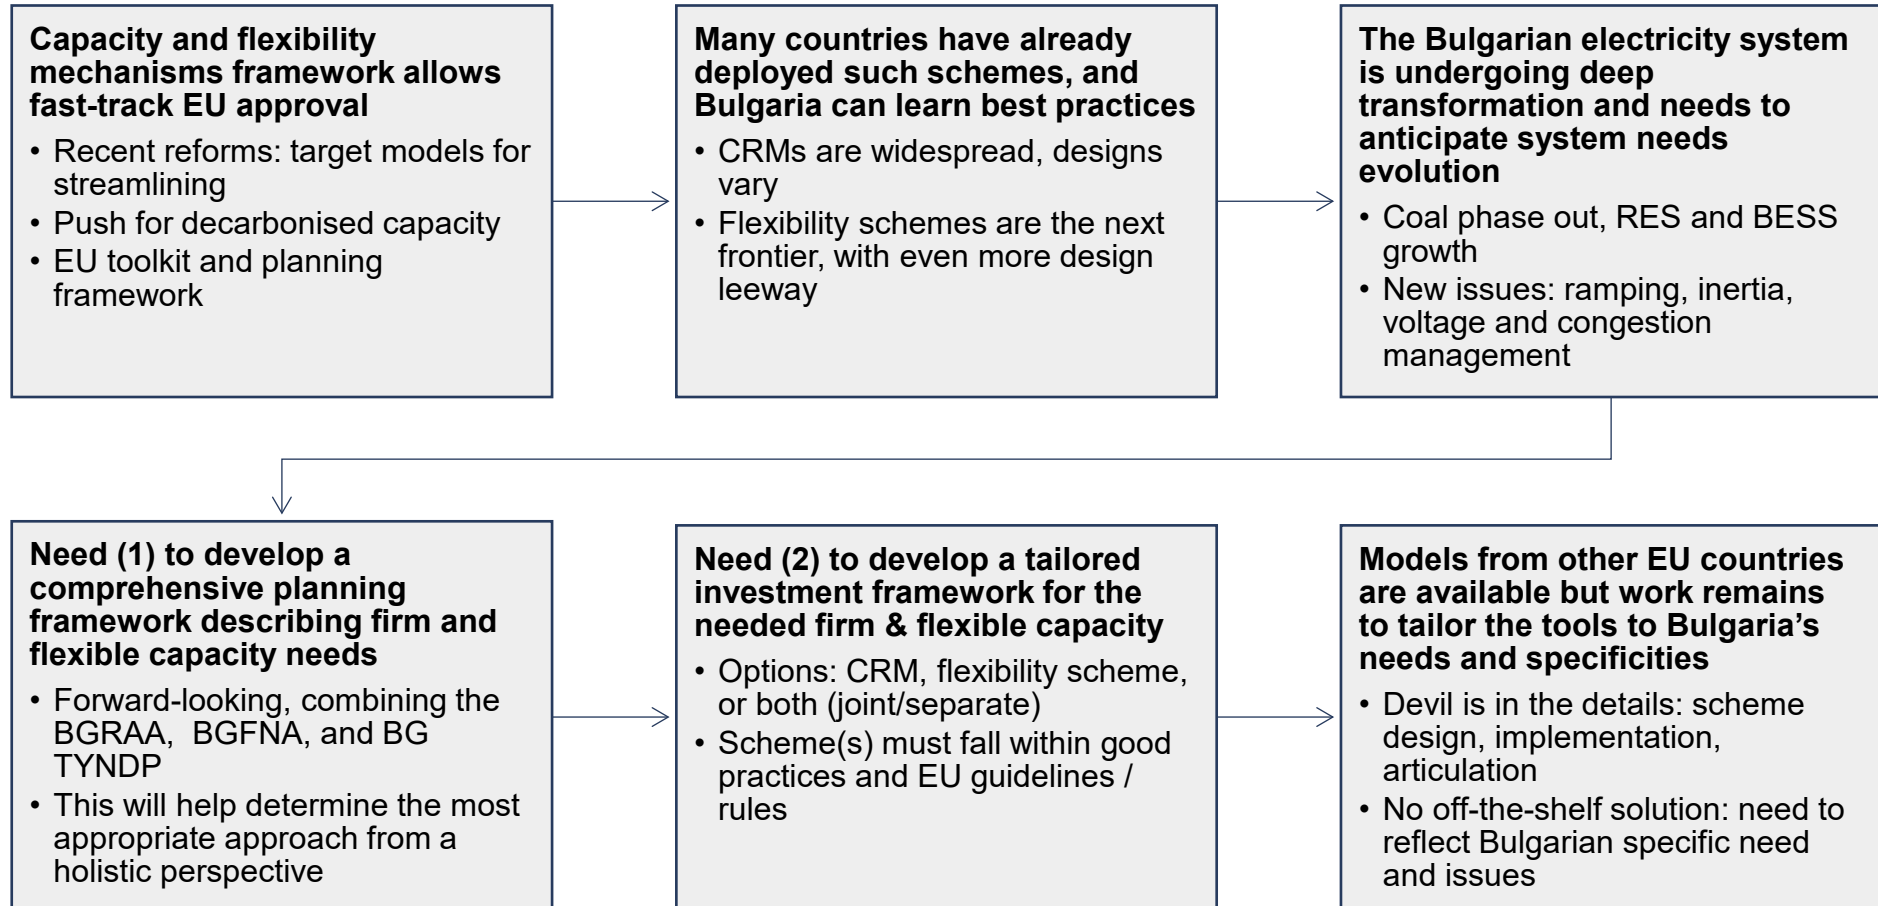 Capacity and flexibility
mechanisms framework allows
fast-track EU approval
• Recent reforms: target models for
streamlining
• Push for decarbonised capacity
• EU toolkit and planning
framework
Many countries have already
deployed such schemes, and
Bulgaria can learn best practices
• CRMs are widespread, designs
vary
• Flexibility schemes are the next
frontier, with even more design
leeway
The Bulgarian electricity system
is undergoing deep
transformation and needs to
anticipate system needs
evolution
• Coal phase out, RES and BESS
growth
• New issues: ramping, inertia,
voltage and congestion
management
Need (1) to develop a
comprehensive planning
framework describing firm and
flexible capacity needs
• Forward-looking, combining the
BGRAA, BGFNA, and BG
TYNDP
• This will help determine the most
appropriate approach from a
holistic perspective
Need (2) to develop a tailored
investment framework for the
needed firm & flexible capacity
• Options: CRM, flexibility scheme,
or both (joint/separate)
• Scheme(s) must fall within good
practices and EU guidelines /
rules
Models from other EU countries
are available but work remains
to tailor the tools to Bulgaria’s
needs and specificities
• Devil is in the details: scheme
design, implementation,
articulation
• No off-the-shelf solution: need to
reflect Bulgarian specific need
and issues